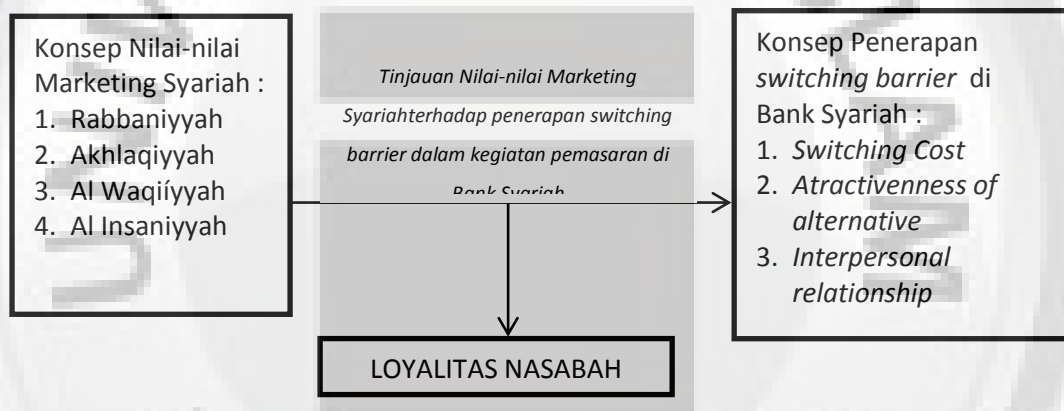 Konsep Nilai-nilai
Marketing Syariah :
1. Rabbaniyyah
2. Akhlaqiyyah
3. Al Waqiíyyah
4. Al Insaniyyah
Tinjauan Nilai-nilai Marketing
Syariahterhadap penerapan switching
barrier dalam kegiatan pemasaran di
Bank Syariah
Konsep Penerapan
switching barrier di
Bank Syariah :
1. Switching Cost
2. Atractivenness of
alternative
3. Interpersonal
relationship
LOYALITAS NASABAH